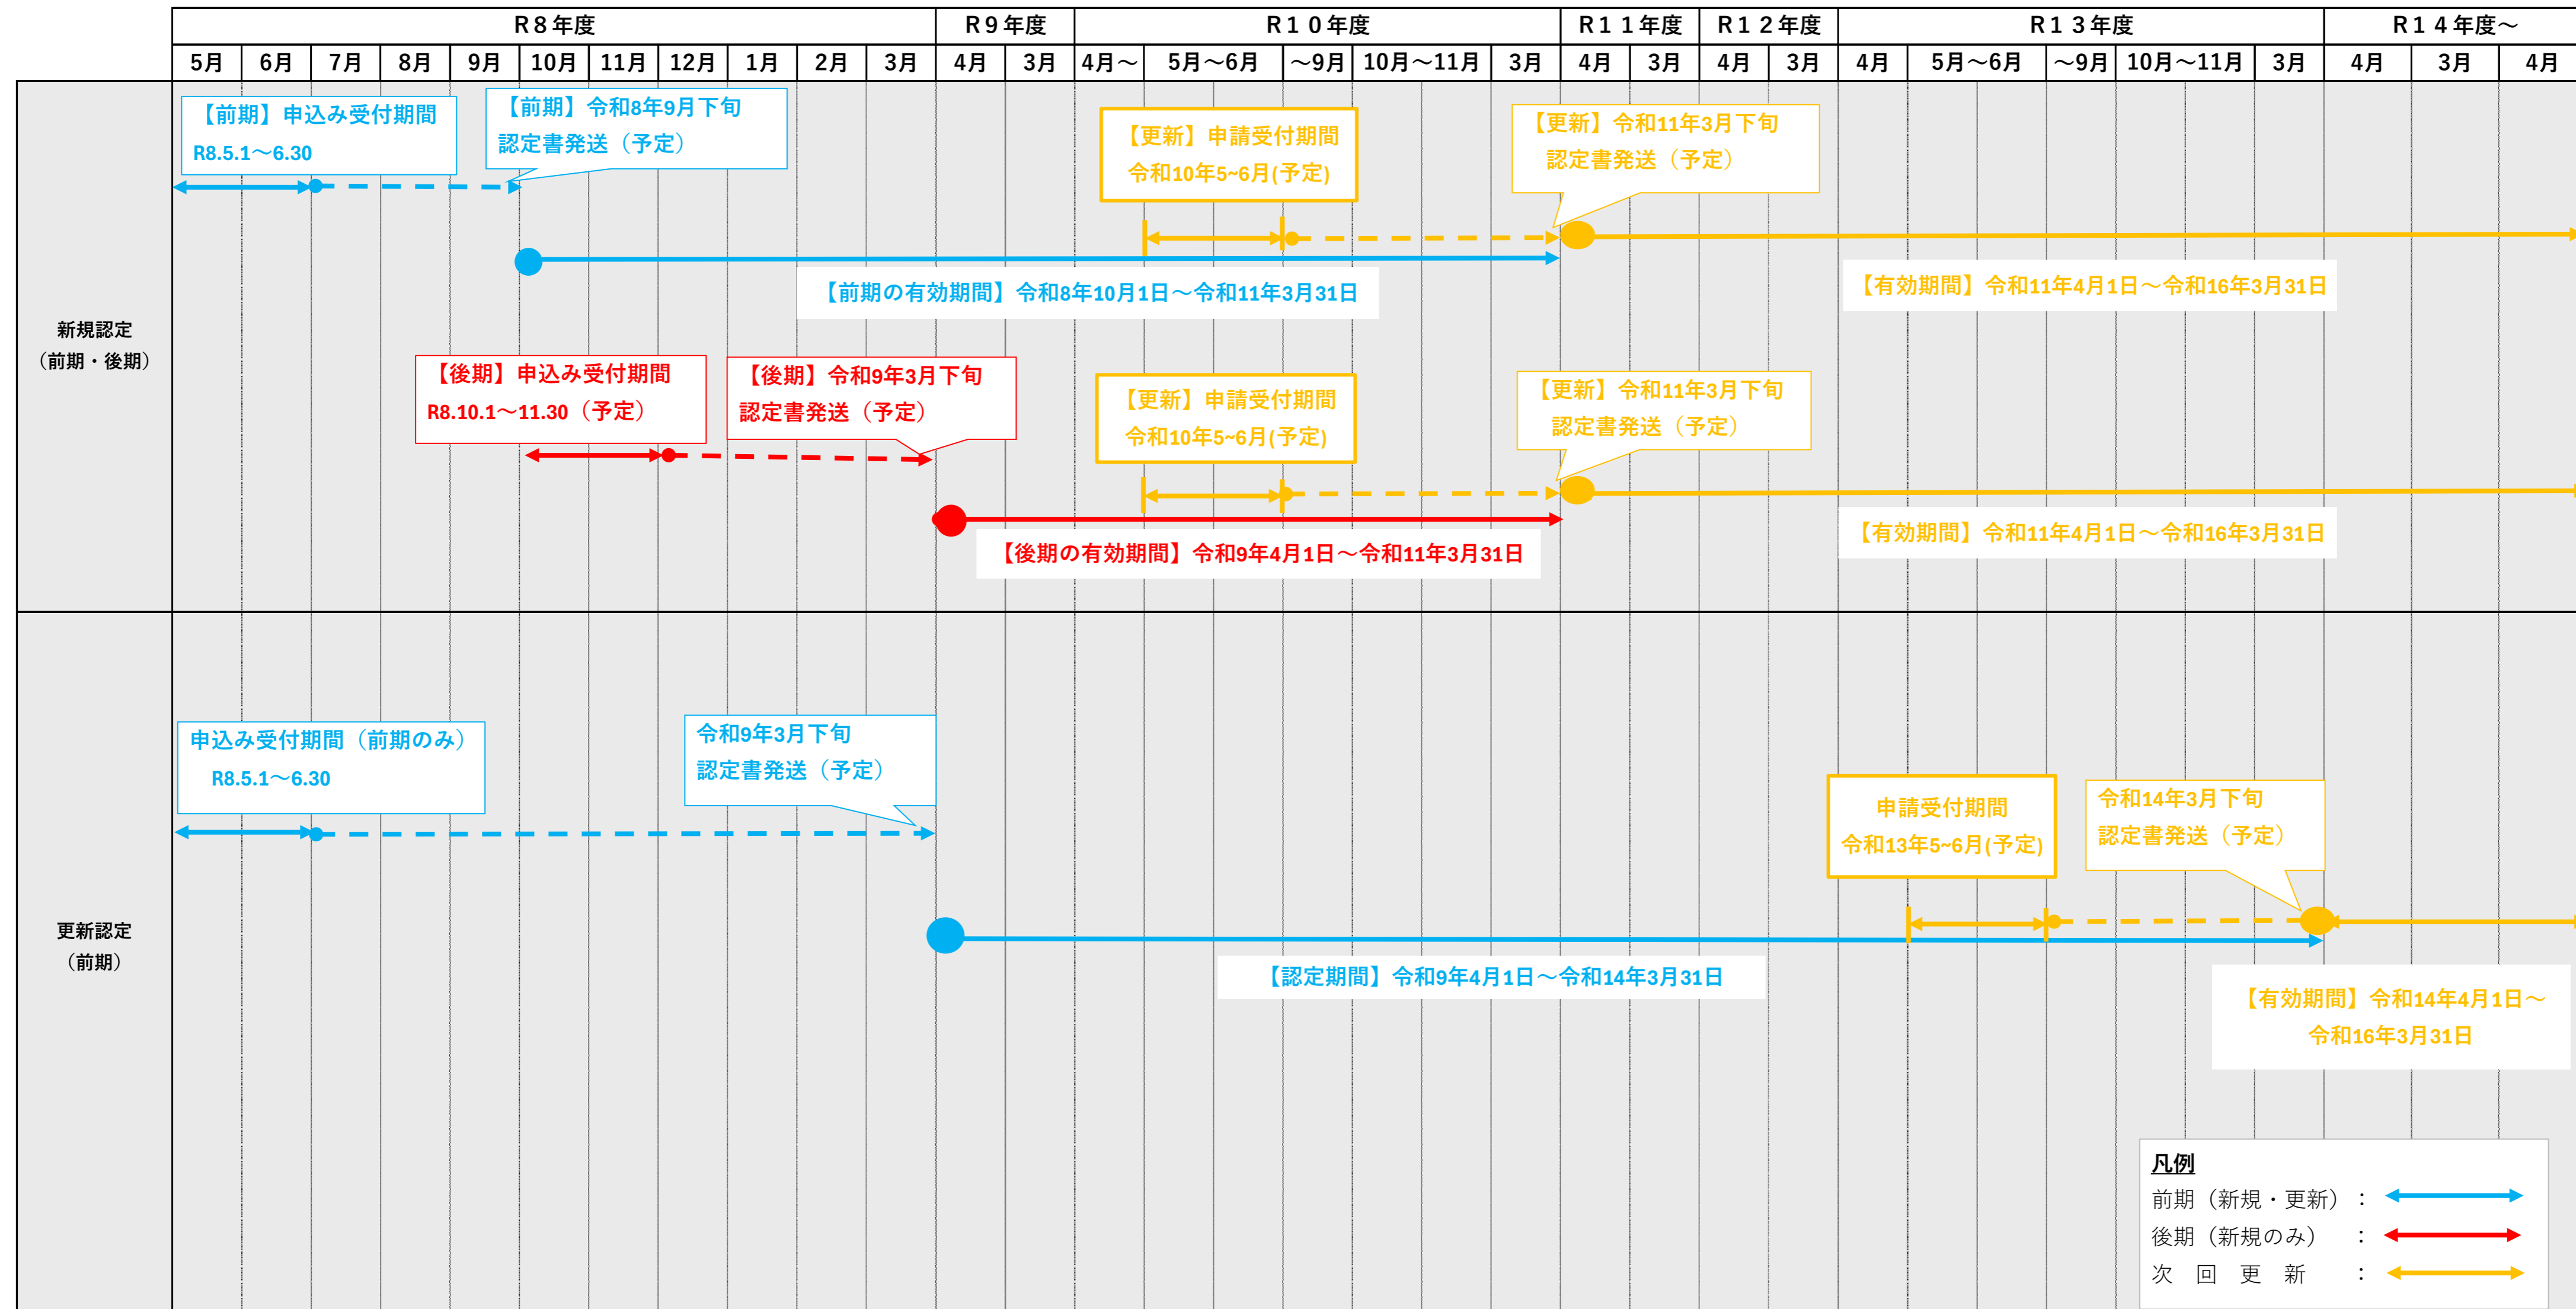 R８年度 R９年度 R１０年度 R１１年度 R１２年度 R１３年度 R１４年度～
5月 6月 7月 8月 9月 10月 11月 12月 1月 2月 3月 4月 3月 4月～ 5月～6月 ～9月 10月～11月 3月 4月 3月 4月 3月 4月 5月～6月 ～9月 10月～11月 3月 4月 3月 4月
新規認定
（前期・後期）
【前期】申込み受付期間
R8.5.1～6.30
【前期】令和8年9月下旬
認定書発送（予定）
【更新】申請受付期間
令和10年5~6月(予定)
【更新】令和11年3月下旬
認定書発送（予定）
【前期の有効期間】令和8年10月1日～令和11年3月31日
【有効期間】令和11年4月1日～令和16年3月31日
【後期】申込み受付期間
R8.10.1～11.30（予定）
【後期】令和9年3月下旬
認定書発送（予定）
【更新】申請受付期間
令和10年5~6月(予定)
【更新】令和11年3月下旬
認定書発送（予定）
【後期の有効期間】令和9年4月1日～令和11年3月31日
【有効期間】令和11年4月1日～令和16年3月31日
更新認定
（前期）
申込み受付期間（前期のみ）
R8.5.1～6.30
令和9年3月下旬
認定書発送（予定）
申請受付期間
令和13年5~6月(予定)
令和14年3月下旬
認定書発送（予定）
【認定期間】令和9年4月1日～令和14年3月31日
【有効期間】令和14年4月1日～
令和16年3月31日
凡例
前期（新規・更新）：
後期（新規のみ）　：
次　回　更　新　　：